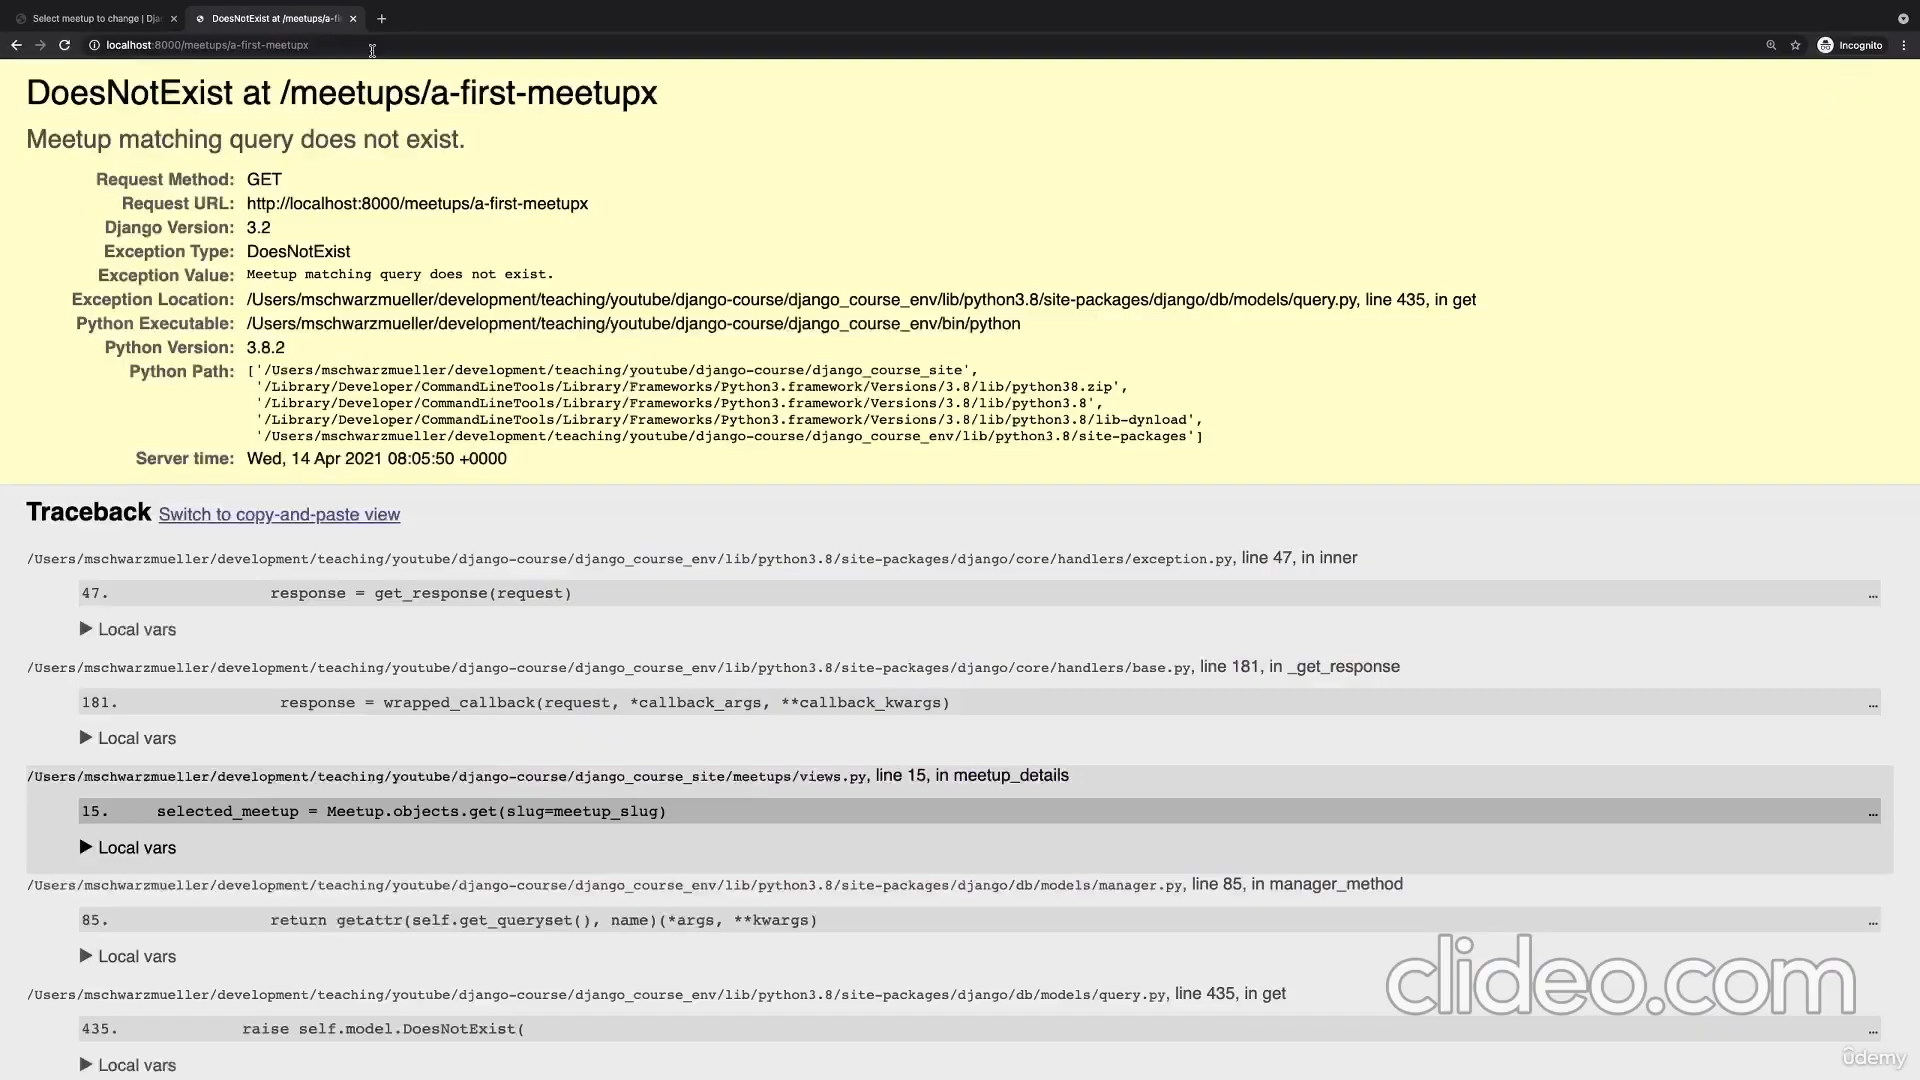 Select meetup to change | Dja
DoesNotExist at /meetups/a-fi
localhost:8000/meetups/a-first-meetupx
Incognito
DoesNotExist at /meetups/a-first-meetupx
Meetup matching query does not exist.
Request Method: GET
Request URL: http://localhost:8000/meetups/a-first-meetupx
Django Version: 3.2
Exception Type: DoesNotExist
Exception Value: Meetup matching query does not exist.
Exception Location: /Users/mschwarzmueller/development/teaching/youtube/django-course/django_course_env/lib/python3.8/site-packages/django/db/models/query.py, line 435, in get
Python Executable: /Users/mschwarzmueller/development/teaching/youtube/django-course/django_course_env/bin/python
Python Version: 3.8.2
Python Path: ['/Users/mschwarzmueller/development/teaching/youtube/django-course/django_course_site',
'/Library/Developer/CommandLineTools/Library/Frameworks/Python3.framework/Versions/3.8/lib/python38.zip',
'/Library/Developer/CommandLineTools/Library/Frameworks/Python3.framework/Versions/3.8/lib/python3.8',
'/Library/Developer/CommandLineTools/Library/Frameworks/Python3.framework/Versions/3.8/lib/python3.8/lib-dynload',
'/Users/mschwarzmueller/development/teaching/youtube/django-course/django_course_env/lib/python3.8/site-packages']
Server time: Wed, 14 Apr 2021 08:05:50 +0000
Traceback Switch to copy-and-paste view
/Users/mschwarzmueller/development/teaching/youtube/django-course/django_course_env/lib/python3.8/site-packages/django/core/handlers/exception.py, line 47, in inner
47. response = get_response(request) …
Local vars
/Users/mschwarzmueller/development/teaching/youtube/django-course/django_course_env/lib/python3.8/site-packages/django/core/handlers/base.py, line 181, in _get_response
181. response = wrapped_callback(request, *callback_args, **callback_kwargs) …
Local vars
/Users/mschwarzmueller/development/teaching/youtube/django-course/django_course_site/meetups/views.py, line 15, in meetup_details
15. selected_meetup = Meetup.objects.get(slug=meetup_slug) …
Local vars
/Users/mschwarzmueller/development/teaching/youtube/django-course/django_course_env/lib/python3.8/site-packages/django/db/models/manager.py, line 85, in manager_method
85. return getattr(self.get_queryset(), name)(*args, **kwargs) …
Local vars
/Users/mschwarzmueller/development/teaching/youtube/django-course/django_course_env/lib/python3.8/site-packages/django/db/models/query.py, line 435, in get
435. raise self.model.DoesNotExist( …
Local vars
clideo.com
ûdemy